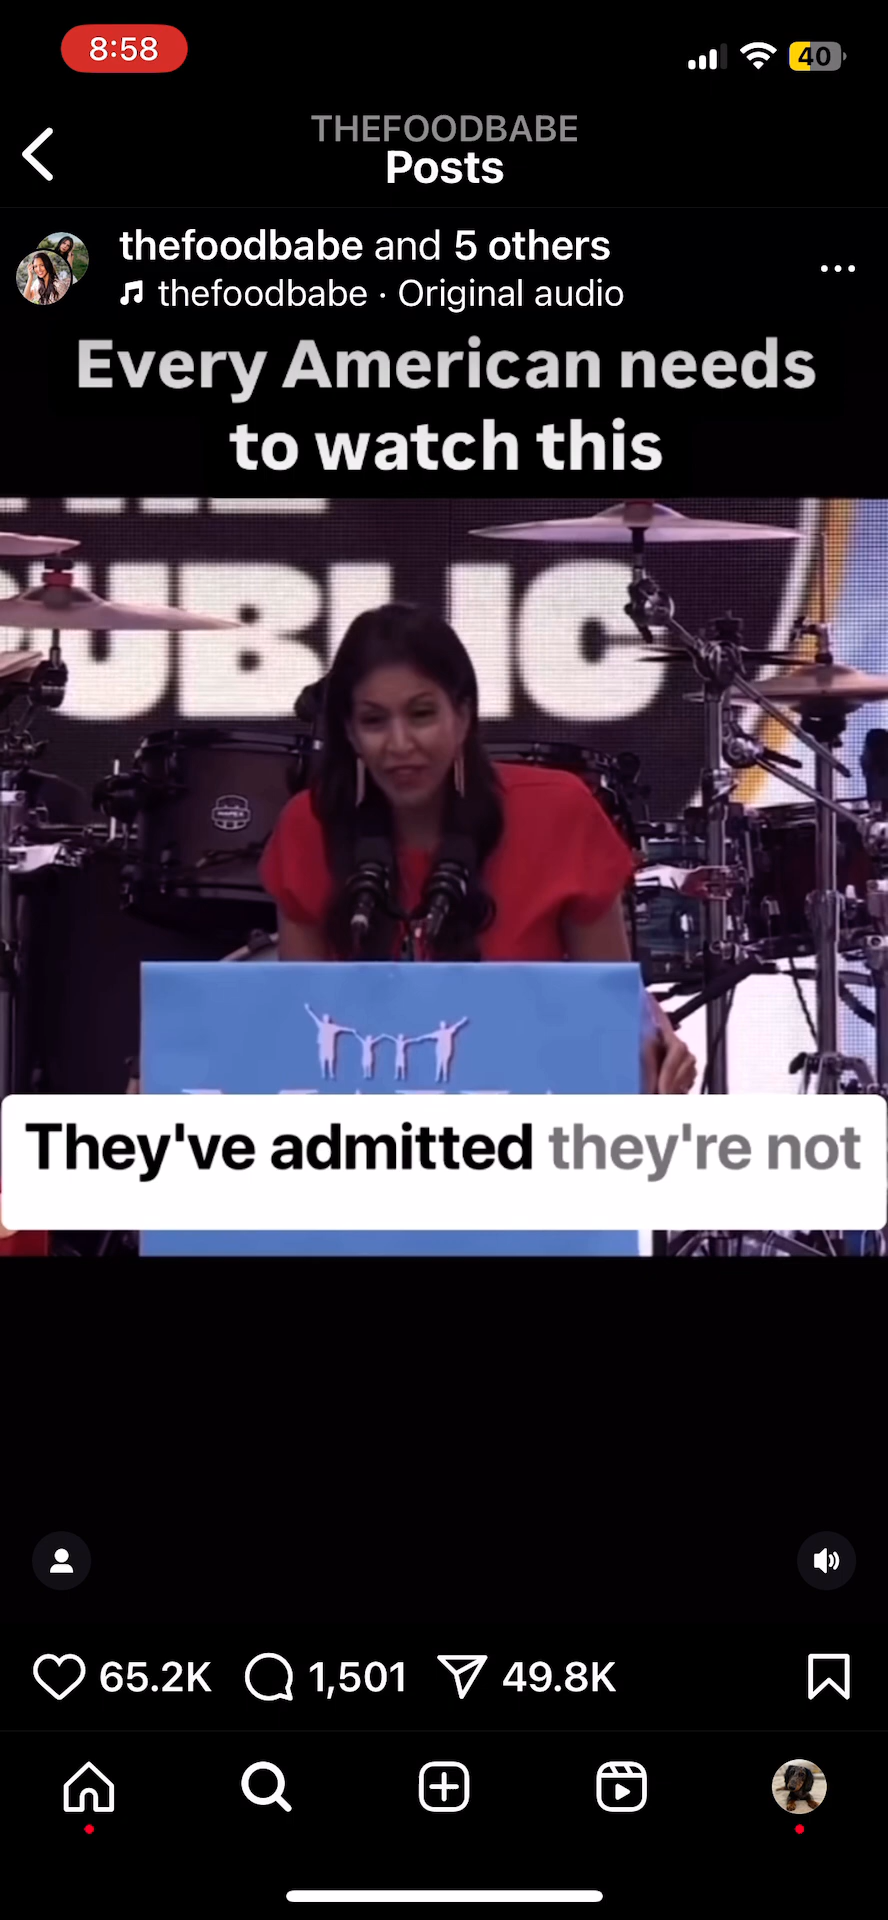 8:58
40
THEFOODBABE
Posts
thefoodbabe and 5 others
thefoodbabe · Original audio
Every American needs
to watch this
UBLIC
They've admitted they're not
65.2K 1,501 49.8K